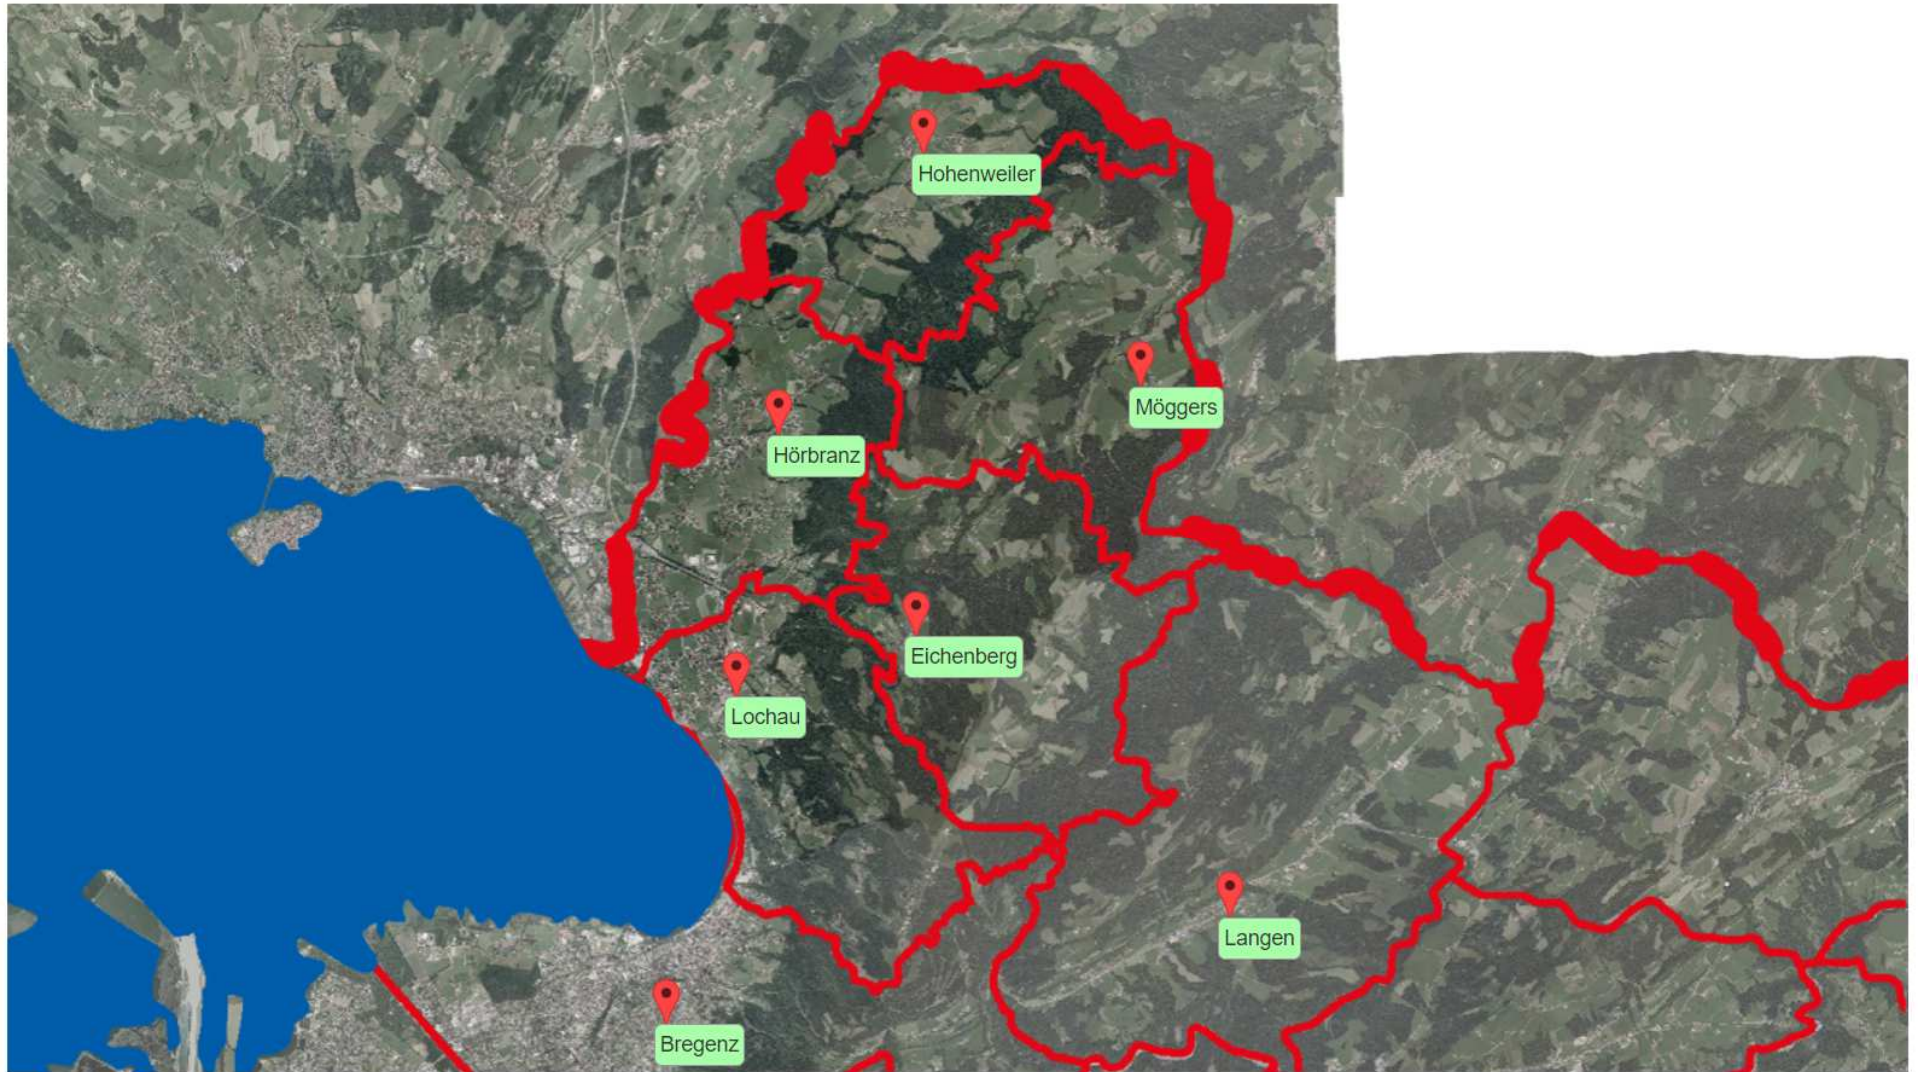 Hohenweiler
Möggers
Hörbranz
Eichenberg
Lochau
Langen
Bregenz